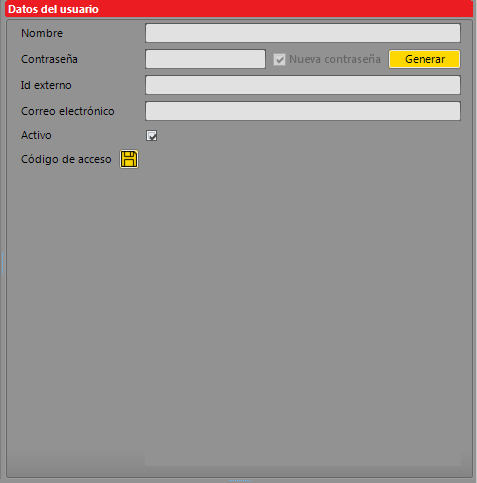 Datos del usuario
Nombre
Contraseña Nueva contraseña Generar
Id externo
Correo electrónico
Activo
Código de acceso